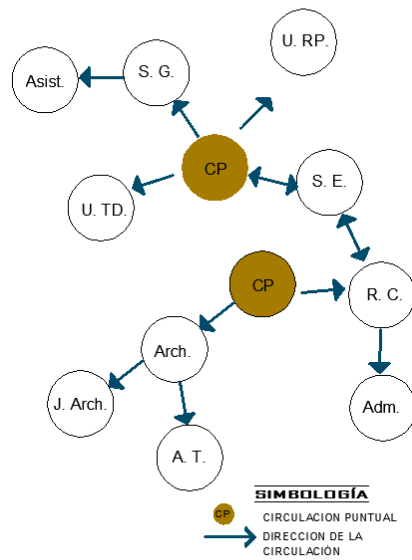 U. RP.
S. G.
Asist.
CP
S. E.
U. TD.
CP
R. C.
Arch.
J. Arch.
Adm.
A. T.
SIMBOLOGÍA
CP CIRCULACION PUNTUAL
DIRECCION DE LA
CIRCULACIÓN